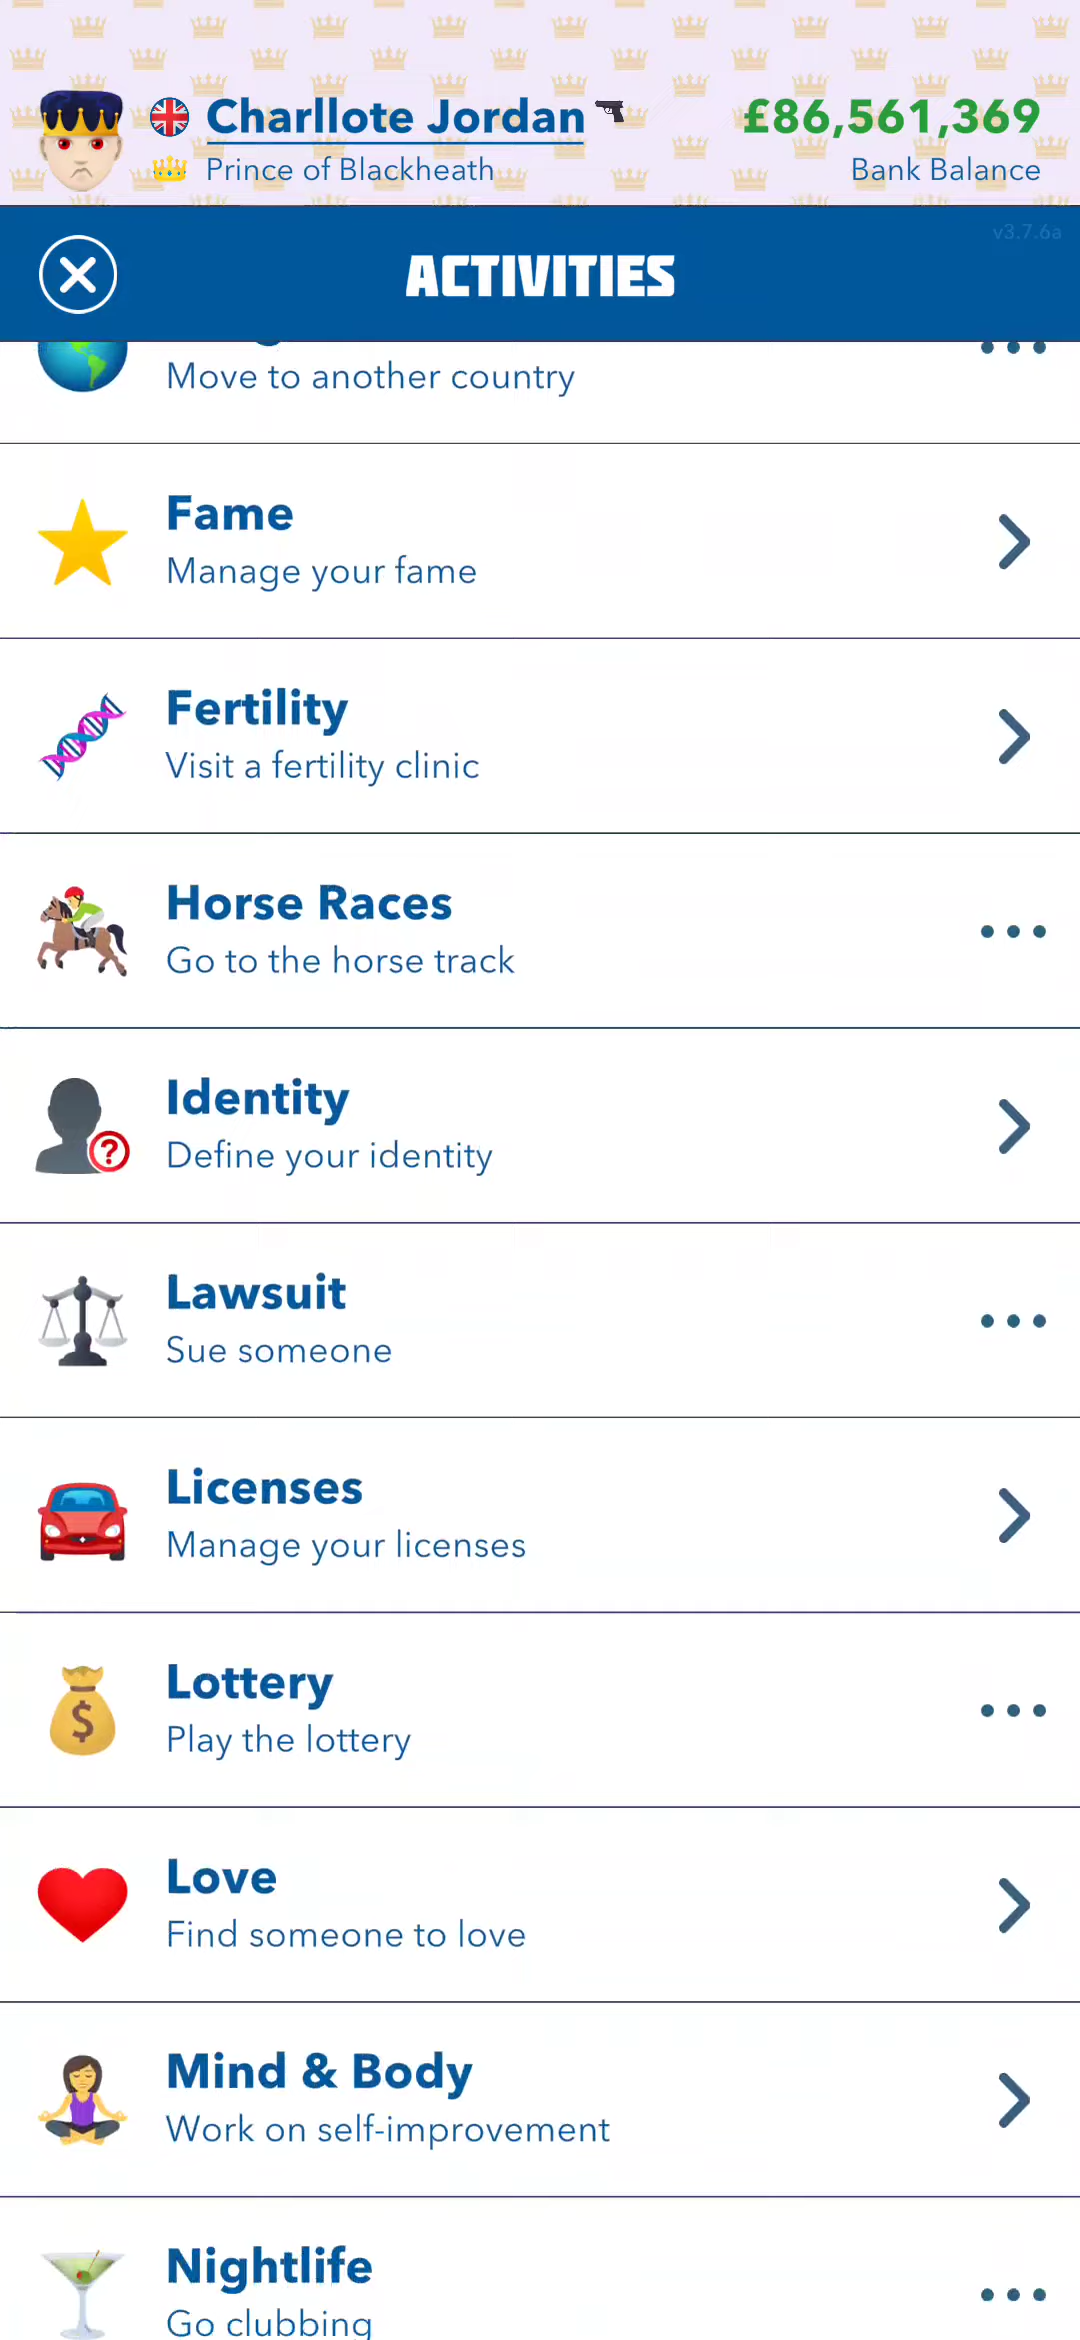 Charllote Jordan
£86,561,369
Prince of Blackheath
Bank Balance
v3.7.6a
ACTIVITIES
Move to another country
Fame
Manage your fame
Fertility
Visit a fertility clinic
Horse Races
Go to the horse track
Identity
Define your identity
Lawsuit
Sue someone
Licenses
Manage your licenses
Lottery
Play the lottery
Love
Find someone to love
Mind & Body
Work on self-improvement
Nightlife
Go clubbing